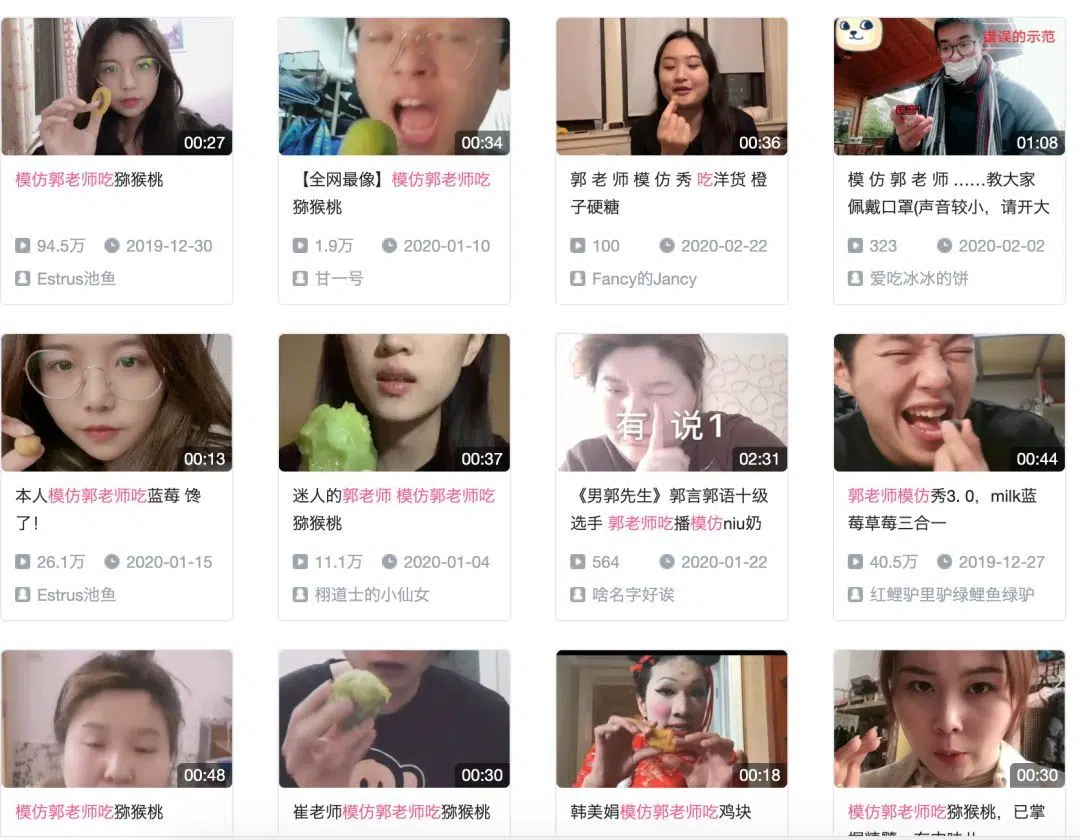 00:27
模仿郭老师吃猕猴桃
94.5万 2019-12-30
Estrus池鱼
00:34
【全网最像】模仿郭老师吃
猕猴桃
1.9万 2020-01-10
甘一号
00:36
郭 老 师 模 仿 秀 吃洋货 橙
子硬糖
100 2020-02-22
Fancy的Jancy
错误的示范
01:08
模 仿 郭 老 师 ……教大家
佩戴口罩(声音较小，请开大
323 2020-02-02
爱吃冰冰的饼
00:13
本人模仿郭老师吃蓝莓 馋
了！
26.1万 2020-01-15
Estrus池鱼
00:37
迷人的郭老师 模仿郭老师吃
猕猴桃
11.1万 2020-01-04
栩道士的小仙女
有 说1
02:31
《男郭先生》郭言郭语十级
选手 郭老师吃播模仿niu奶
564 2020-01-22
啥名字好诶
00:44
郭老师模仿秀3. 0，milk蓝
莓草莓三合一
40.5万 2019-12-27
红鲤驴里驴绿鲤鱼绿驴
00:48
模仿郭老师吃猕猴桃
00:30
崔老师模仿郭老师吃猕猴桃
00:18
韩美娟模仿郭老师吃鸡块
00:30
模仿郭老师吃猕猴桃，已掌